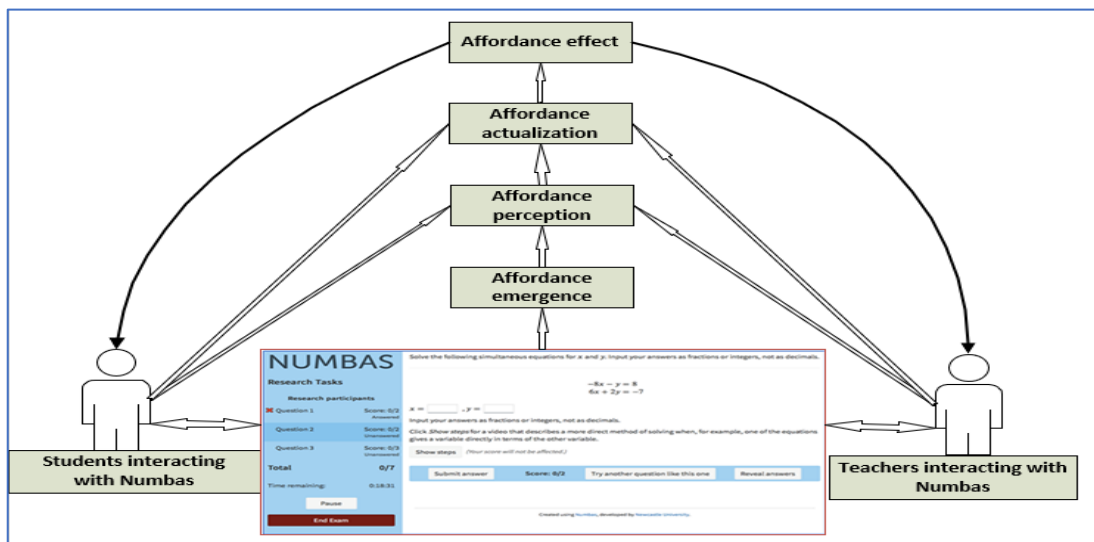 Affordance effect
Affordance
actualization
Affordance
perception
Affordance
emergence
NUMBAS
Research Tasks
Research participants
Question 1 Score: 0/2
Answered
Question 2 Score: 0/2
Unanswered
Question 3 Score: 0/3
Unanswered
Total 0/7
Time remaining: 0:18:31
Pause
End Exam
Solve the following simultaneous equations for x and y. Input your answers as fractions or integers, not as decimals.
−8x − y = 8
6x + 2y = −7
x = , y =
Input your answers as fractions or integers, not as decimals.
Click Show steps for a video that describes a more direct method of solving when, for example, one of the equations
gives a variable directly in terms of the other variable.
Show steps (Your score will not be affected.)
Submit answer Score: 0/2 Try another question like this one Reveal answers
Created using Numbas, developed by Newcastle University.
Students interacting
with Numbas
Teachers interacting with
Numbas